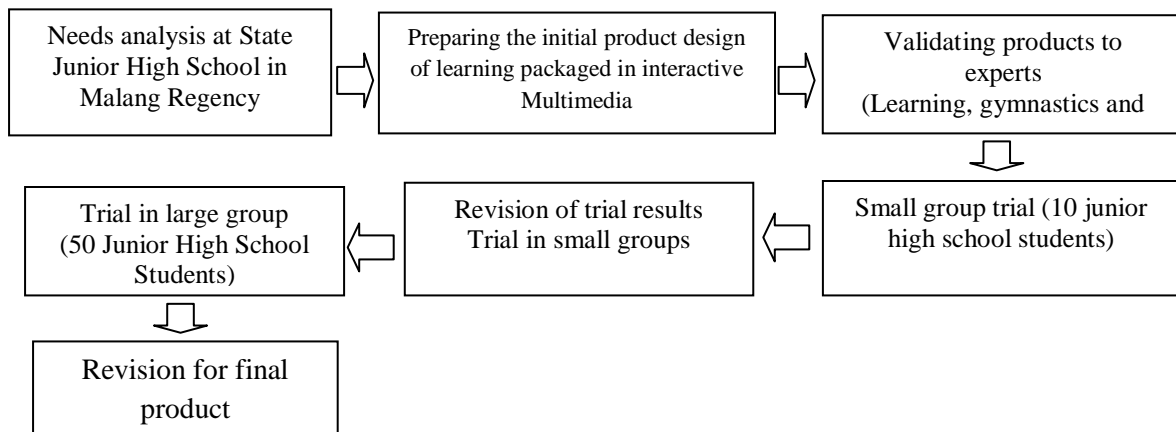 Needs analysis at State
Junior High School in
Malang Regency
Preparing the initial product design
of learning packaged in interactive
Multimedia
Validating products to
experts
(Learning, gymnastics and
Small group trial (10 junior
high school students)
Revision of trial results
Trial in small groups
Trial in large group
(50 Junior High School
Students)
Revision for final
product